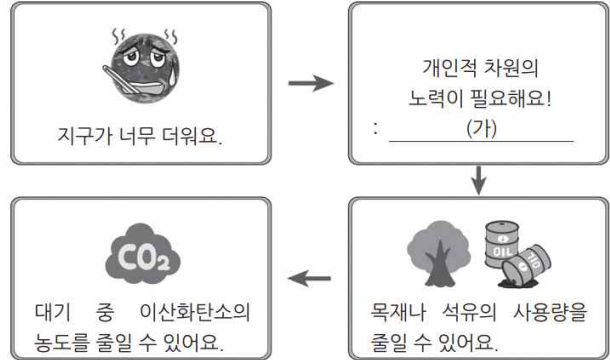 지구가 너무 더워요.
개인적 차원의
노력이 필요해요!
: (가)
OIL
기름
목재나 석유의 사용량을
줄일 수 있어요.
CO₂
대기 중 이산화탄소의
농도를 줄일 수 있어요.